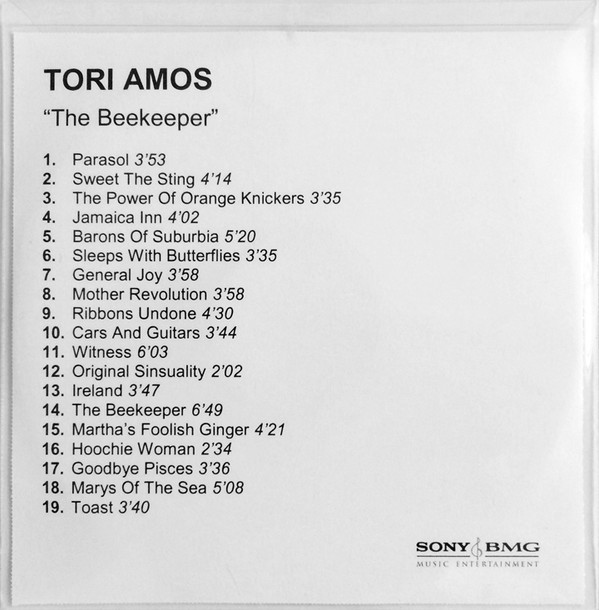 TORI AMOS
“The Beekeeper”
1. Parasol 3’53
2. Sweet The Sting 4’14
3. The Power Of Orange Knickers 3’35
4. Jamaica Inn 4’02
5. Barons Of Suburbia 5’20
6. Sleeps With Butterflies 3’35
7. General Joy 3’58
8. Mother Revolution 3’58
9. Ribbons Undone 4’30
10. Cars And Guitars 3’44
11. Witness 6’03
12. Original Sinsuality 2’02
13. Ireland 3’47
14. The Beekeeper 6’49
15. Martha’s Foolish Ginger 4’21
16. Hoochie Woman 2’34
17. Goodbye Pisces 3’36
18. Marys Of The Sea 5’08
19. Toast 3’40
SONY BMG
MUSIC ENTERTAINMENT